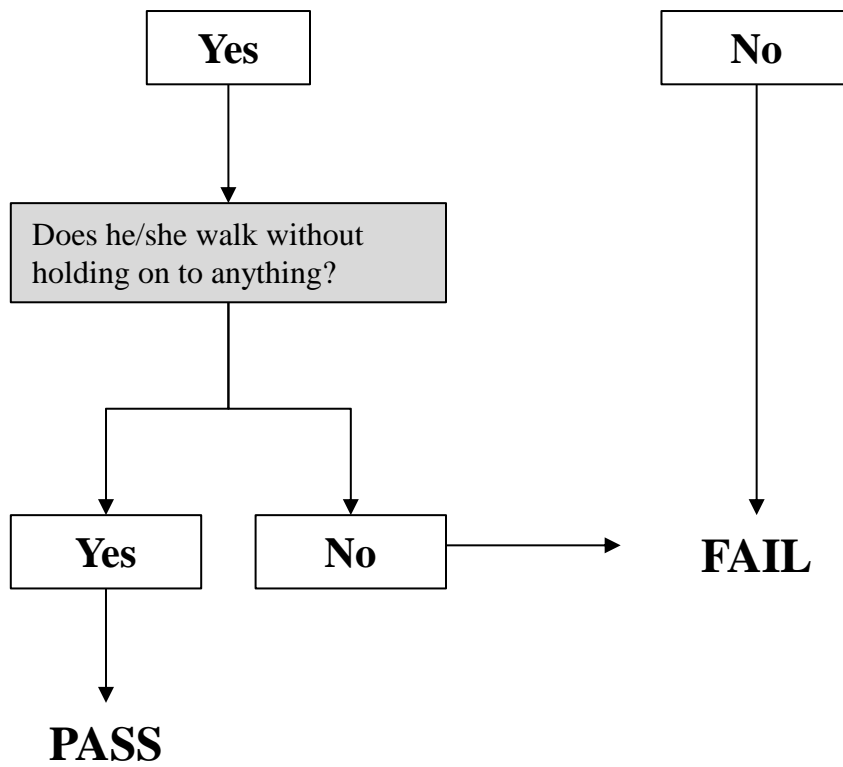 Yes
No
Does he/she walk without
holding on to anything?
Yes
No
FAIL
PASS